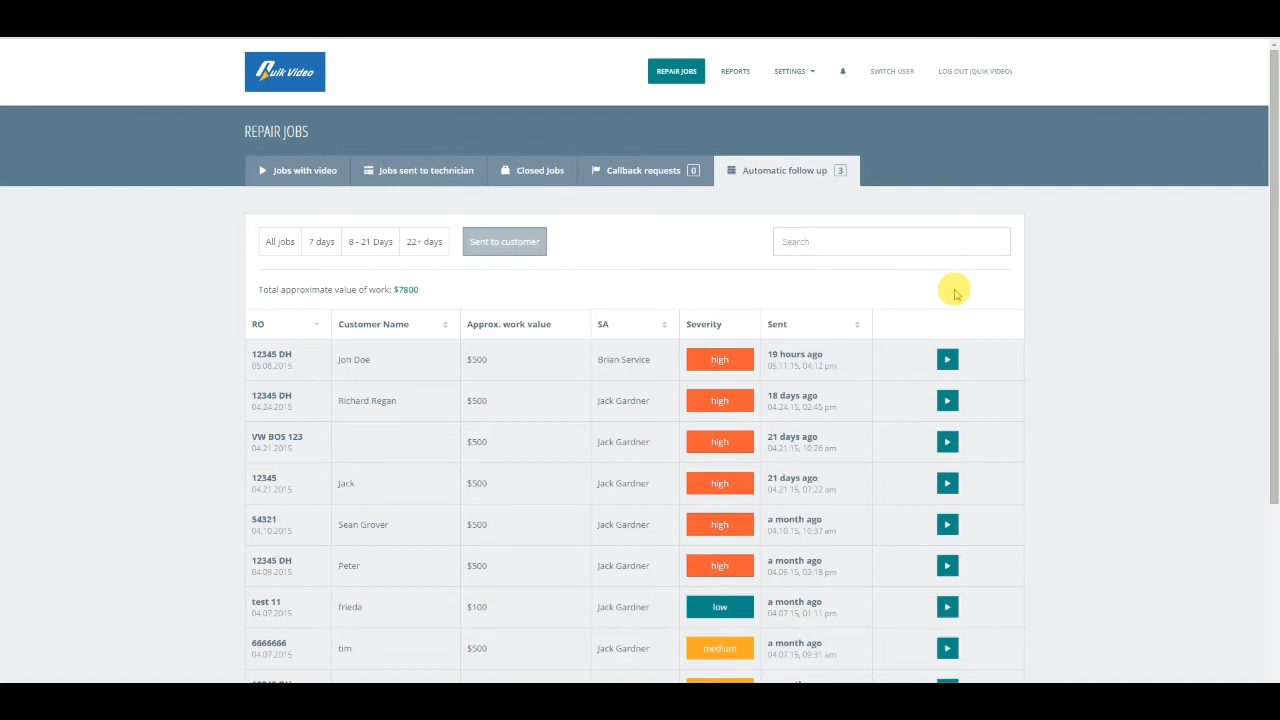 Quik Video
REPAIR JOBS REPORTS SETTINGS SWITCH USER LOG OUT (QUIK VIDEO)
REPAIR JOBS
Jobs with video Jobs sent to technician Closed Jobs Callback requests 0 Automatic follow up 3
All jobs 7 days 8 - 21 Days 22+ days Sent to customer Search
Total approximate value of work: $7800
RO Customer Name Approx. work value SA Severity Sent
12345 DH Jon Doe $500 Brian Service high 19 hours ago
05.08.2015 05.11.15, 04:12 pm
12345 DH Richard Regan $500 Jack Gardner high 18 days ago
04.24.2015 04.24.15, 02:45 pm
VW BOS 123 $500 Jack Gardner high 21 days ago
04.21.2015 04.21.15, 10:26 am
12345 Jack $500 Jack Gardner high 21 days ago
04.21.2015 04.21.15, 07:22 am
54321 Sean Grover $500 Jack Gardner high a month ago
04.10.2015 04.10.15, 10:37 am
12345 DH Peter $500 Jack Gardner high a month ago
04.09.2015 04.09.15, 03:18 pm
test 11 frieda $100 Jack Gardner low a month ago
04.07.2015 04.07.15, 01:11 pm
6666666 tim $500 Jack Gardner medium a month ago
04.07.2015 04.07.15, 09:31 am